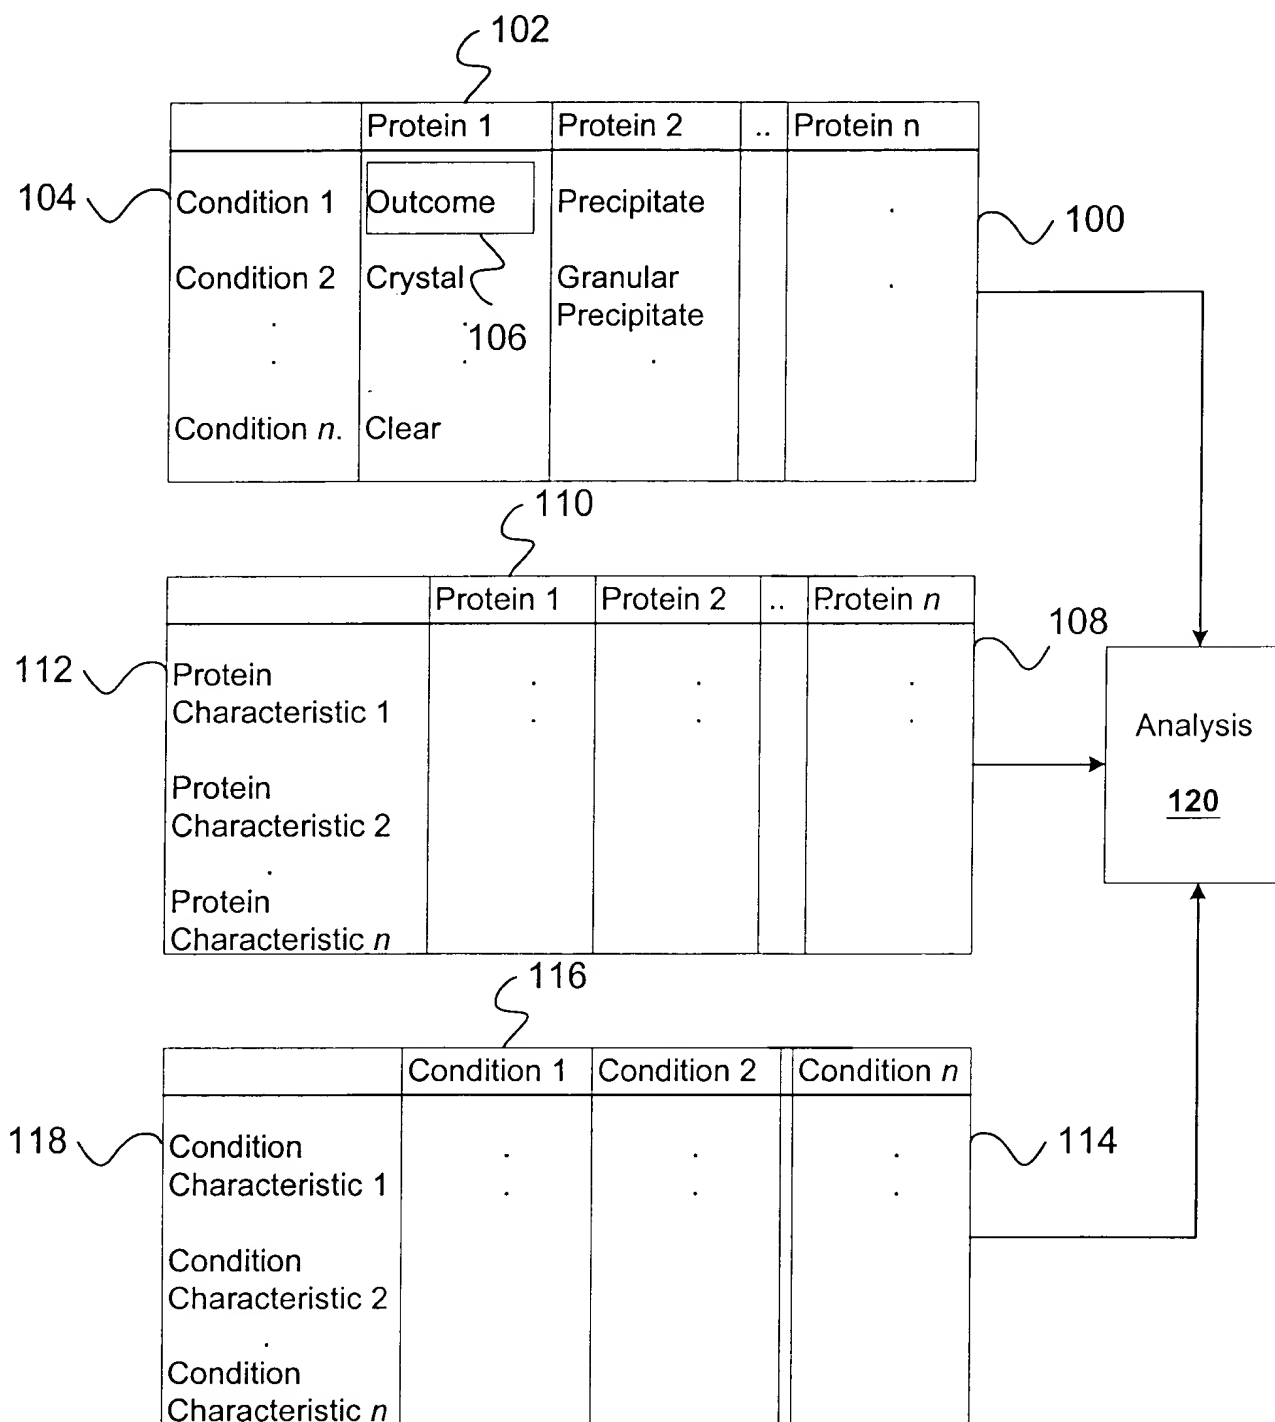 102
Protein 1 Protein 2 .. Protein n
104 Condition 1 Outcome Precipitate . 100
Condition 2 Crystal Granular .
. . Precipitate
106
. . .
Condition n. Clear
110
Protein 1 Protein 2 .. Protein n
108
112 Protein . . .
Characteristic 1 . . .
Analysis
Protein
120
Characteristic 2
.
Protein
Characteristic n
116
Condition 1 Condition 2 Condition n
118 Condition . . . 114
Characteristic 1 . . .
Condition
Characteristic 2
.
Condition
Characteristic n